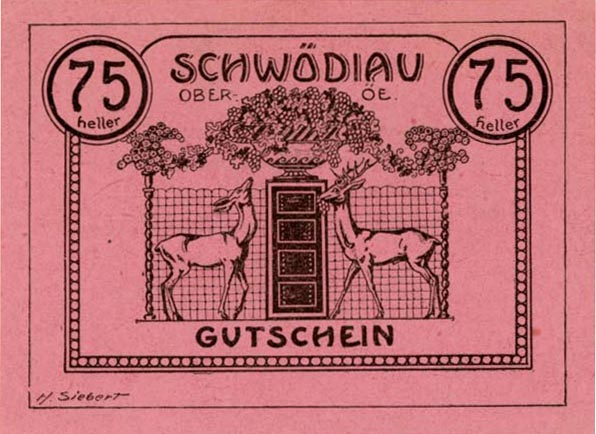 75
heller
SCHWÖDIAU
OBER-ÖE.
75
heller
GUTSCHEIN
H. Siebert